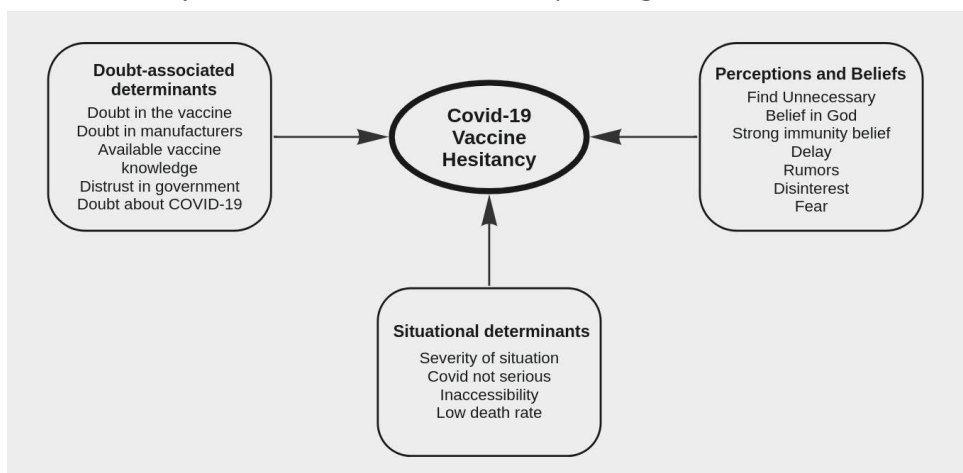 Doubt-associated
determinants
Doubt in the vaccine
Doubt in manufacturers
Available vaccine
knowledge
Distrust in government
Doubt about COVID-19
Covid-19
Vaccine
Hesitancy
Perceptions and Beliefs
Find Unnecessary
Belief in God
Strong immunity belief
Delay
Rumors
Disinterest
Fear
Situational determinants
Severity of situation
Covid not serious
Inaccessibility
Low death rate